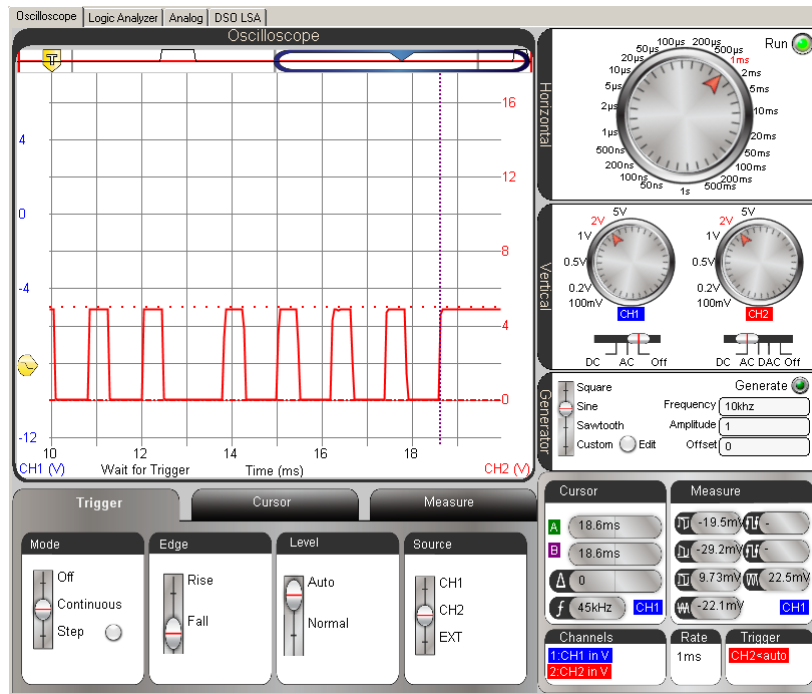 Oscilloscope Logic Analyzer Analog DSO LSA
Oscilloscope
T
4
0
-4
-12
16
12
8
4
0
10 12 14 16 18
CH1 (V) Wait for Trigger Time (ms) CH2 (V)
Horizontal
Run
50ns
100ns
200ns
500ns
1µs
2µs
5µs
10µs
20µs
50µs
100µs
200µs
500µs
1ms
2ms
5ms
10ms
20ms
50ms
100ms
200ms
500ms
1s
Vertical
5V
2V
1V
0.5V
0.2V
100mV
CH1
DC AC Off
5V
2V
1V
0.5V
0.2V
100mV
CH2
DC AC DAC Off
Generator
Square
Sine
Sawtooth
Custom Edit
Generate
Frequency 10khz
Amplitude 1
Offset 0
Trigger Cursor Measure
Mode
Off
Continuous
Step
Edge
Rise
Fall
Level
Auto
Normal
Source
CH1
CH2
EXT
Cursor
A 18.6ms
B 18.6ms
Δ 0
f 45kHz CH1
Measure
-19.5mV -
-29.2mV -
9.73mV 22.5mV
-22.1mV CH1
Channels
1:CH1 in V
2:CH2 in V
Rate
1ms
Trigger
CH2<auto